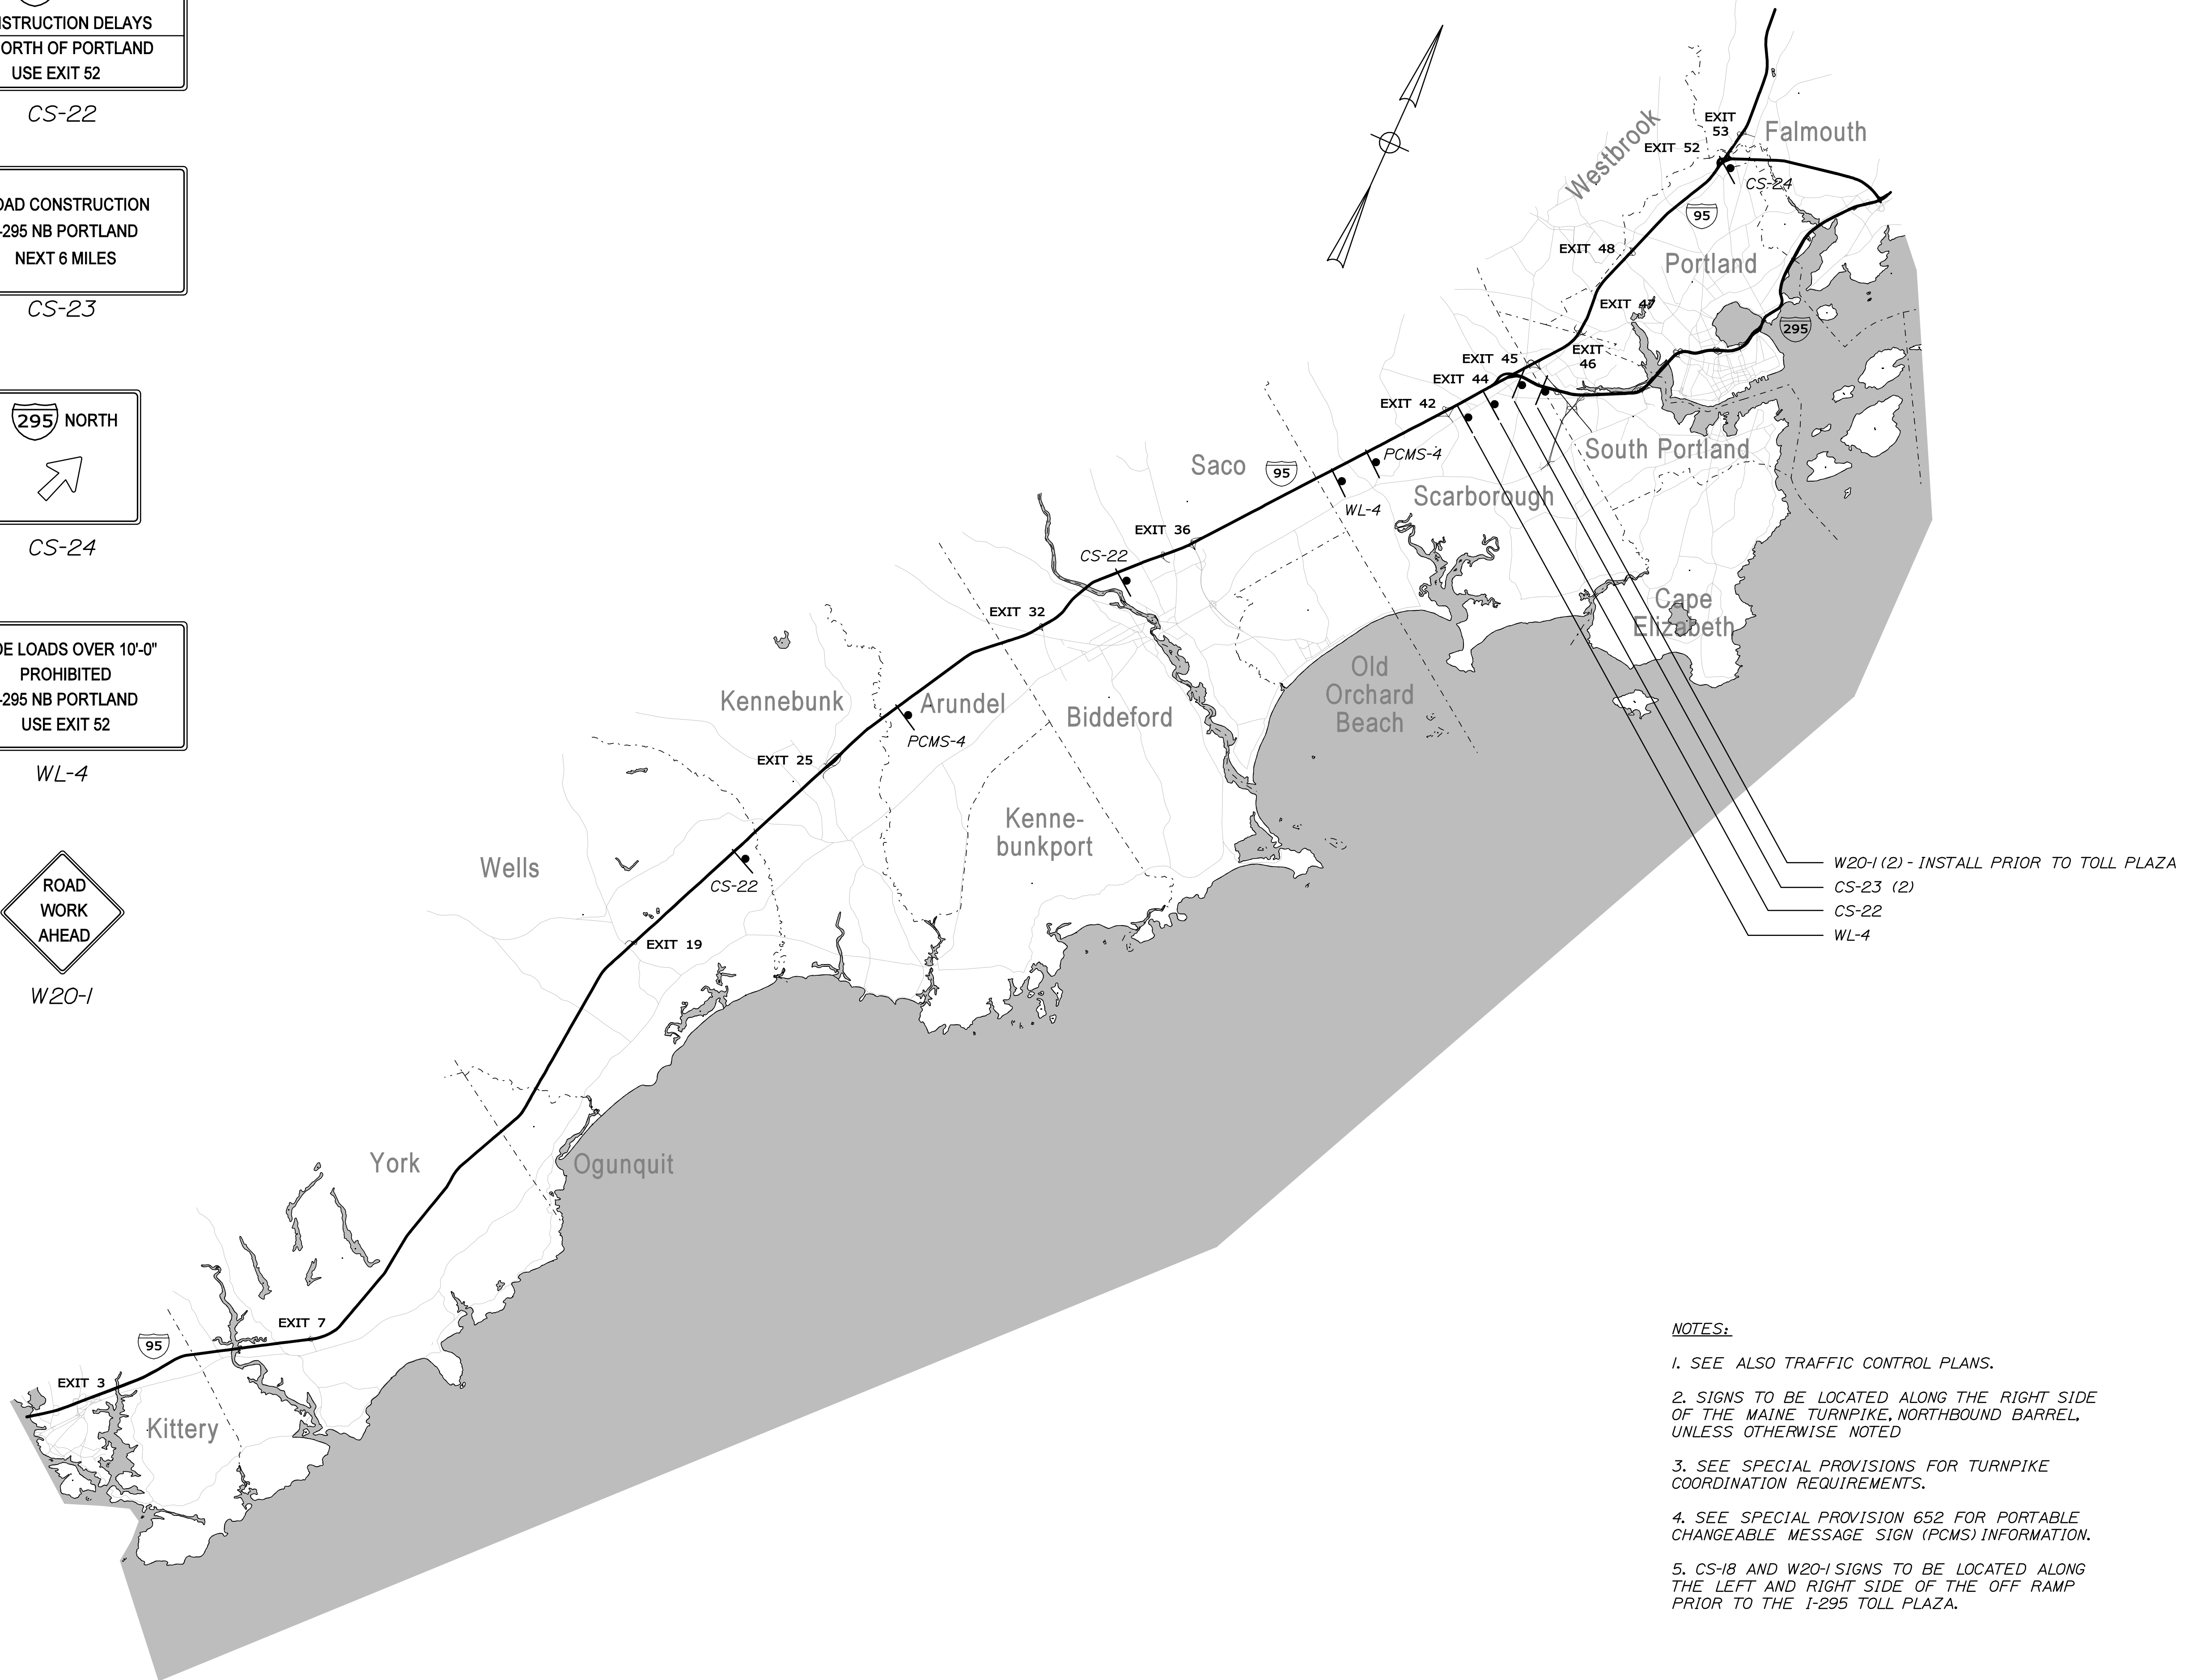 NSTRUCTION DELAYS
ORTH OF PORTLAND
USE EXIT 52
CS-22
OAD CONSTRUCTION
-295 NB PORTLAND
NEXT 6 MILES
CS-23
295 NORTH
CS-24
DE LOADS OVER 10'-0"
PROHIBITED
-295 NB PORTLAND
USE EXIT 52
WL-4
ROAD
WORK
AHEAD
W20-1
EXIT
53
Falmouth
EXIT 52
Westbrook
CS-24
95
EXIT 48
Portland
EXIT 47
295
EXIT
46
EXIT 45
EXIT 44
EXIT 42
South Portland
PCMS-4
Saco
95
Scarborough
WL-4
EXIT 36
CS-22
Cape
Elizabeth
EXIT 32
Old
Orchard
Beach
Kennebunk
Arundel
Biddeford
PCMS-4
EXIT 25
Kenne-
bunkport
Wells
CS-22
EXIT 19
W20-1 (2) - INSTALL PRIOR TO TOLL PLAZA
CS-23 (2)
CS-22
WL-4
York
Ogunquit
EXIT 7
95
EXIT 3
Kittery
NOTES:
1. SEE ALSO TRAFFIC CONTROL PLANS.
2. SIGNS TO BE LOCATED ALONG THE RIGHT SIDE
OF THE MAINE TURNPIKE, NORTHBOUND BARREL,
UNLESS OTHERWISE NOTED
3. SEE SPECIAL PROVISIONS FOR TURNPIKE
COORDINATION REQUIREMENTS.
4. SEE SPECIAL PROVISION 652 FOR PORTABLE
CHANGEABLE MESSAGE SIGN (PCMS) INFORMATION.
5. CS-18 AND W20-1 SIGNS TO BE LOCATED ALONG
THE LEFT AND RIGHT SIDE OF THE OFF RAMP
PRIOR TO THE I-295 TOLL PLAZA.